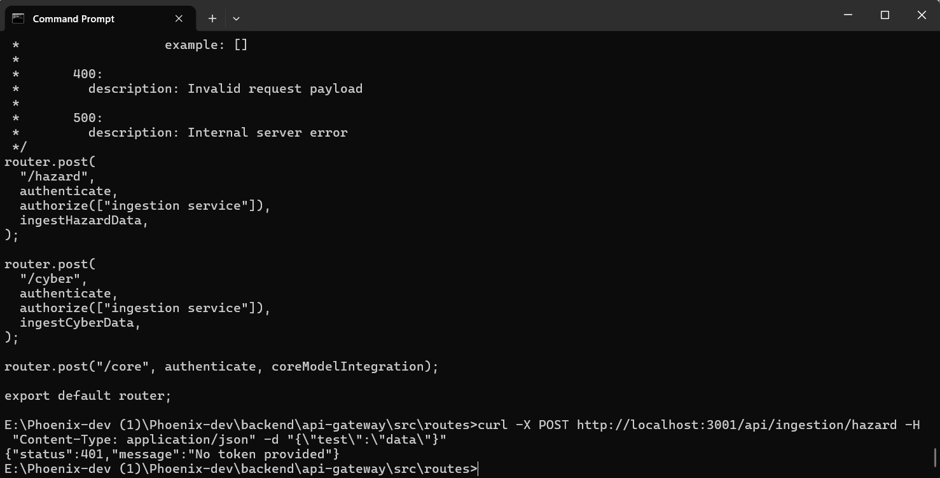 Command Prompt
 *                   example: []
 *
 *       400:
 *         description: Invalid request payload
 *
 *       500:
 *         description: Internal server error
 */
router.post(
  "/hazard",
  authenticate,
  authorize(["ingestion service"]),
  ingestHazardData,
);

router.post(
  "/cyber",
  authenticate,
  authorize(["ingestion service"]),
  ingestCyberData,
);

router.post("/core", authenticate, coreModelIntegration);

export default router;

E:\Phoenix-dev (1)\Phoenix-dev\backend\api-gateway\src\routes>curl -X POST http://localhost:3001/api/ingestion/hazard -H
 "Content-Type: application/json" -d "{\"test\":\"data\"}"
{"status":401,"message":"No token provided"}
E:\Phoenix-dev (1)\Phoenix-dev\backend\api-gateway\src\routes>